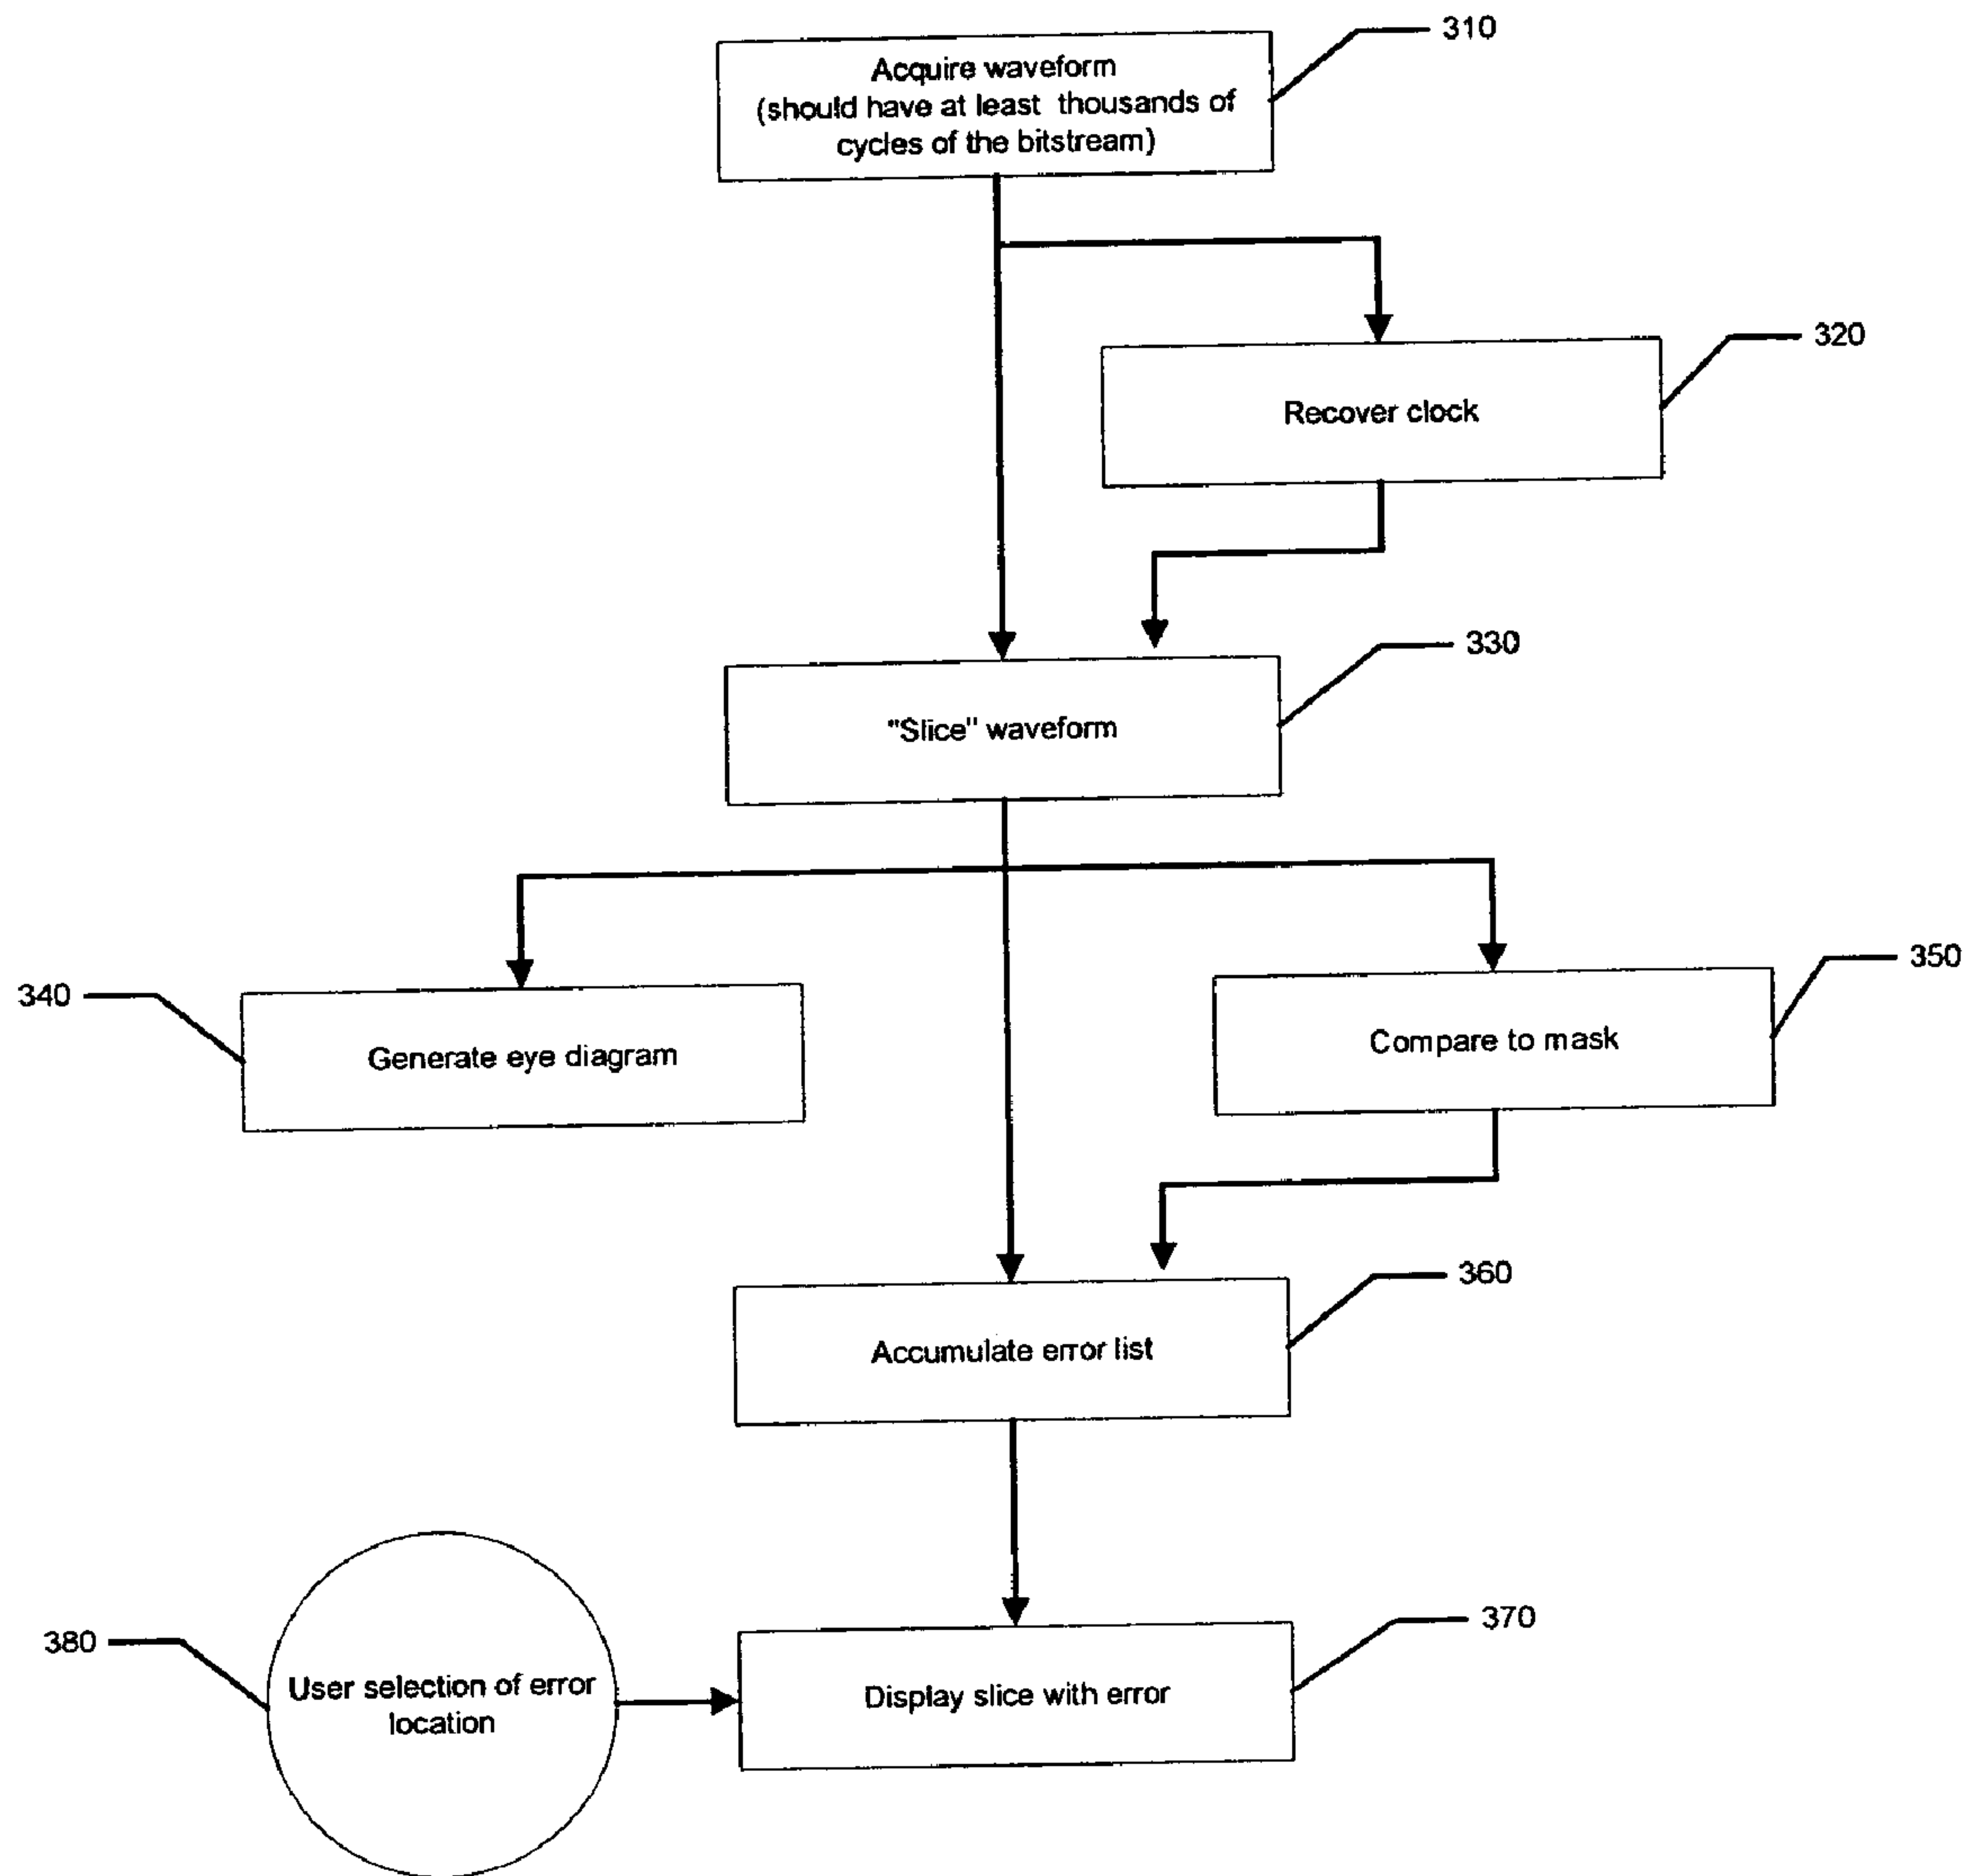 310
Acquire waveform
(should have at least thousands of
cycles of the bitstream)
320
Recover clock
330
"Slice" waveform
340
Generate eye diagram
350
Compare to mask
360
Accumulate error list
370
Display slice with error
380
User selection of error
location